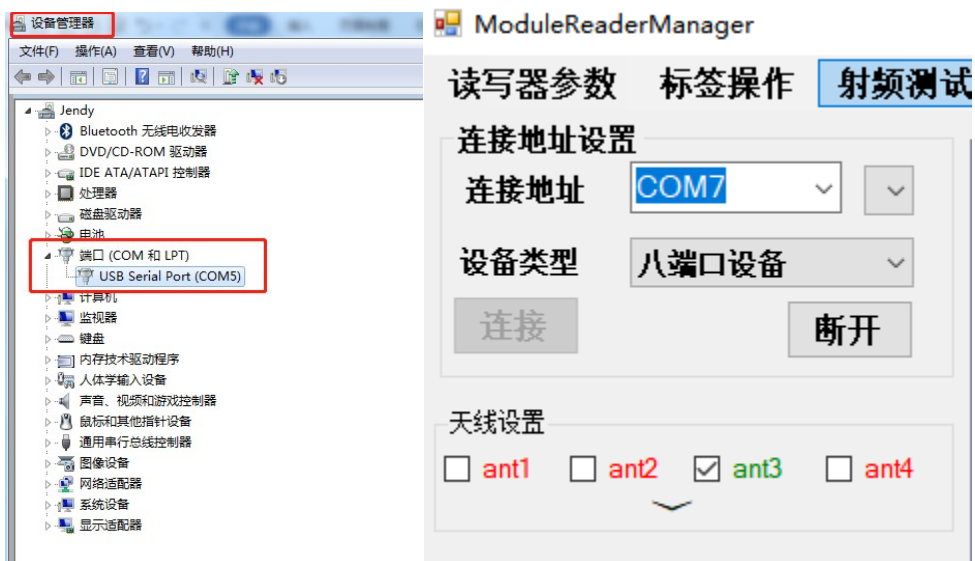 设备管理器
文件(F) 操作(A) 查看(V) 帮助(H)
Jendy
Bluetooth 无线电收发器
DVD/CD-ROM 驱动器
IDE ATA/ATAPI 控制器
处理器
磁盘驱动器
电池
端口 (COM 和 LPT)
USB Serial Port (COM5)
计算机
监视器
键盘
内存技术驱动程序
人体学输入设备
声音、视频和游戏控制器
鼠标和其他指针设备
通用串行总线控制器
图像设备
网络适配器
系统设备
显示适配器
ModuleReaderManager
读写器参数 标签操作 射频测试
连接地址设置
连接地址 COM7
设备类型 八端口设备
连接 断开
天线设置
ant1 ant2 ant3 ant4